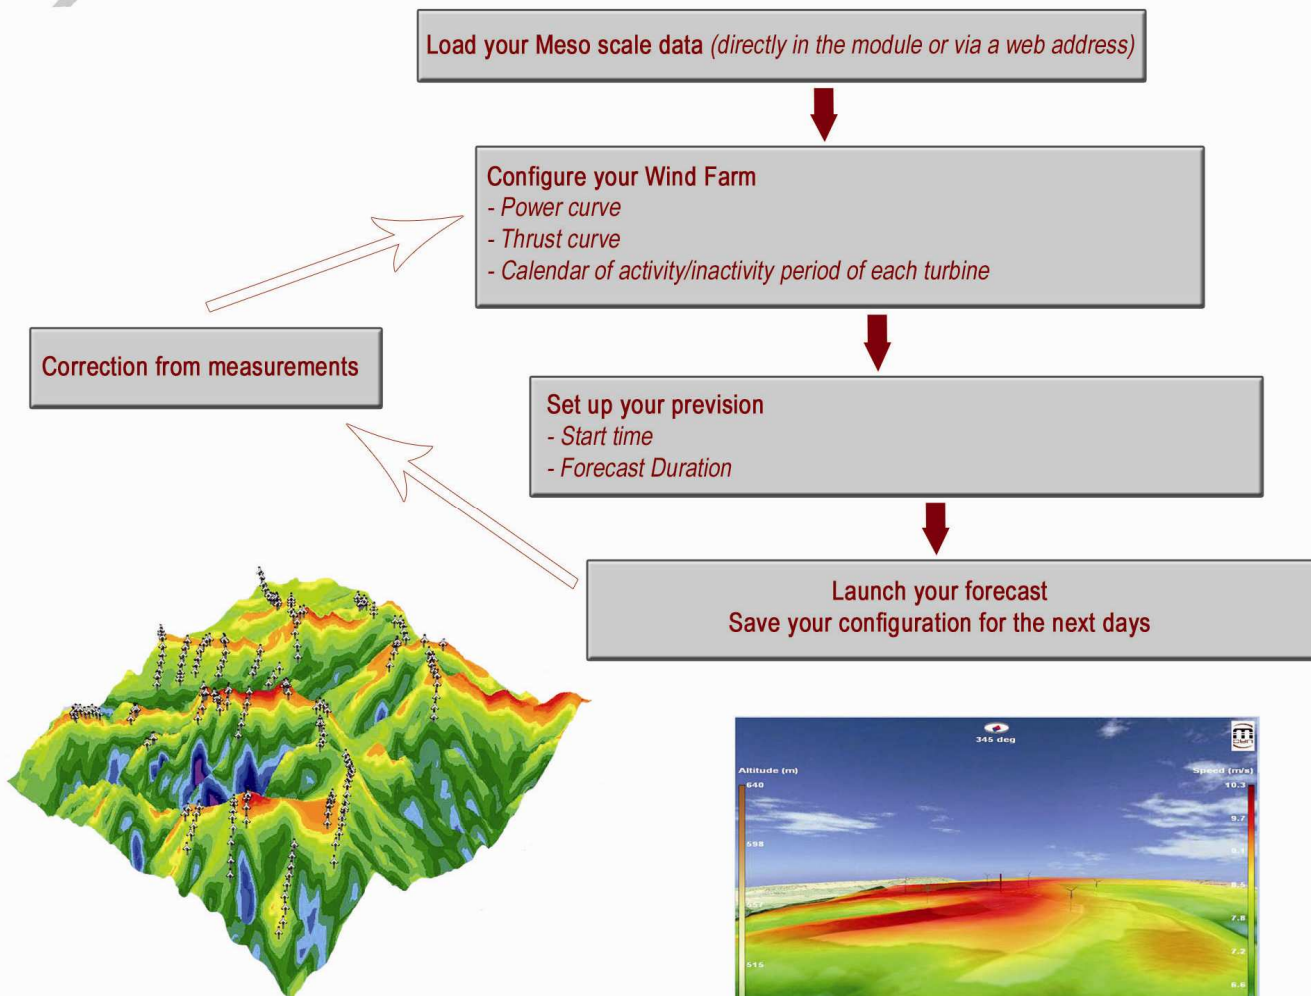 Load your Meso scale data (directly in the module or via a web address)
Configure your Wind Farm
- Power curve
- Thrust curve
- Calendar of activity/inactivity period of each turbine
Correction from measurements
Set up your prevision
- Start time
- Forecast Duration
Launch your forecast
Save your configuration for the next days
345 deg
Altitude (m)
Speed (m/s)
640
10.3
9.7
598
9.1
7.8
7.2
515
6.6